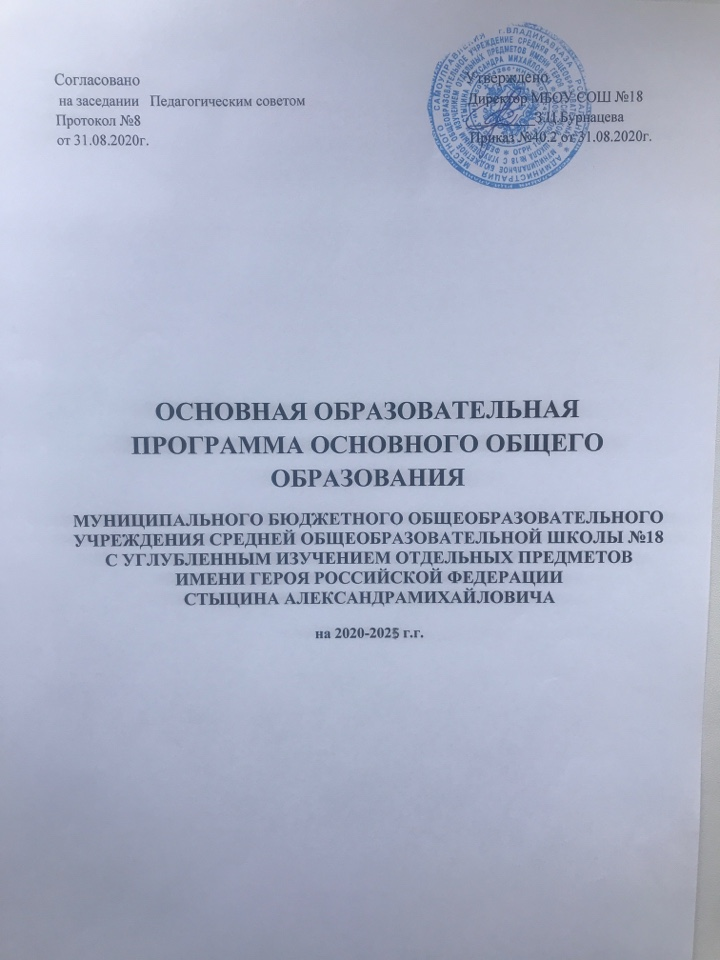 Согласовано
на заседании Педагогическим советом
Протокол №8
от 31.08.2020г.
Утверждено
Директор МБОУ СОШ №18
З.Ц.Бурнацева
Приказ №40.2 от 31.08.2020г.
ОСНОВНАЯ ОБРАЗОВАТЕЛЬНАЯ
ПРОГРАММА ОСНОВНОГО ОБЩЕГО
ОБРАЗОВАНИЯ
МУНИЦИПАЛЬНОГО БЮДЖЕТНОГО ОБЩЕОБРАЗОВАТЕЛЬНОГО
УЧРЕЖДЕНИЯ СРЕДНЕЙ ОБЩЕОБРАЗОВАТЕЛЬНОЙ ШКОЛЫ №18
С УГЛУБЛЕННЫМ ИЗУЧЕНИЕМ ОТДЕЛЬНЫХ ПРЕДМЕТОВ
ИМЕНИ ГЕРОЯ РОССИЙСКОЙ ФЕДЕРАЦИИ
СТЫЦИНА АЛЕКСАНДРАМИХАЙЛОВИЧА
на 2020-2025 г.г.